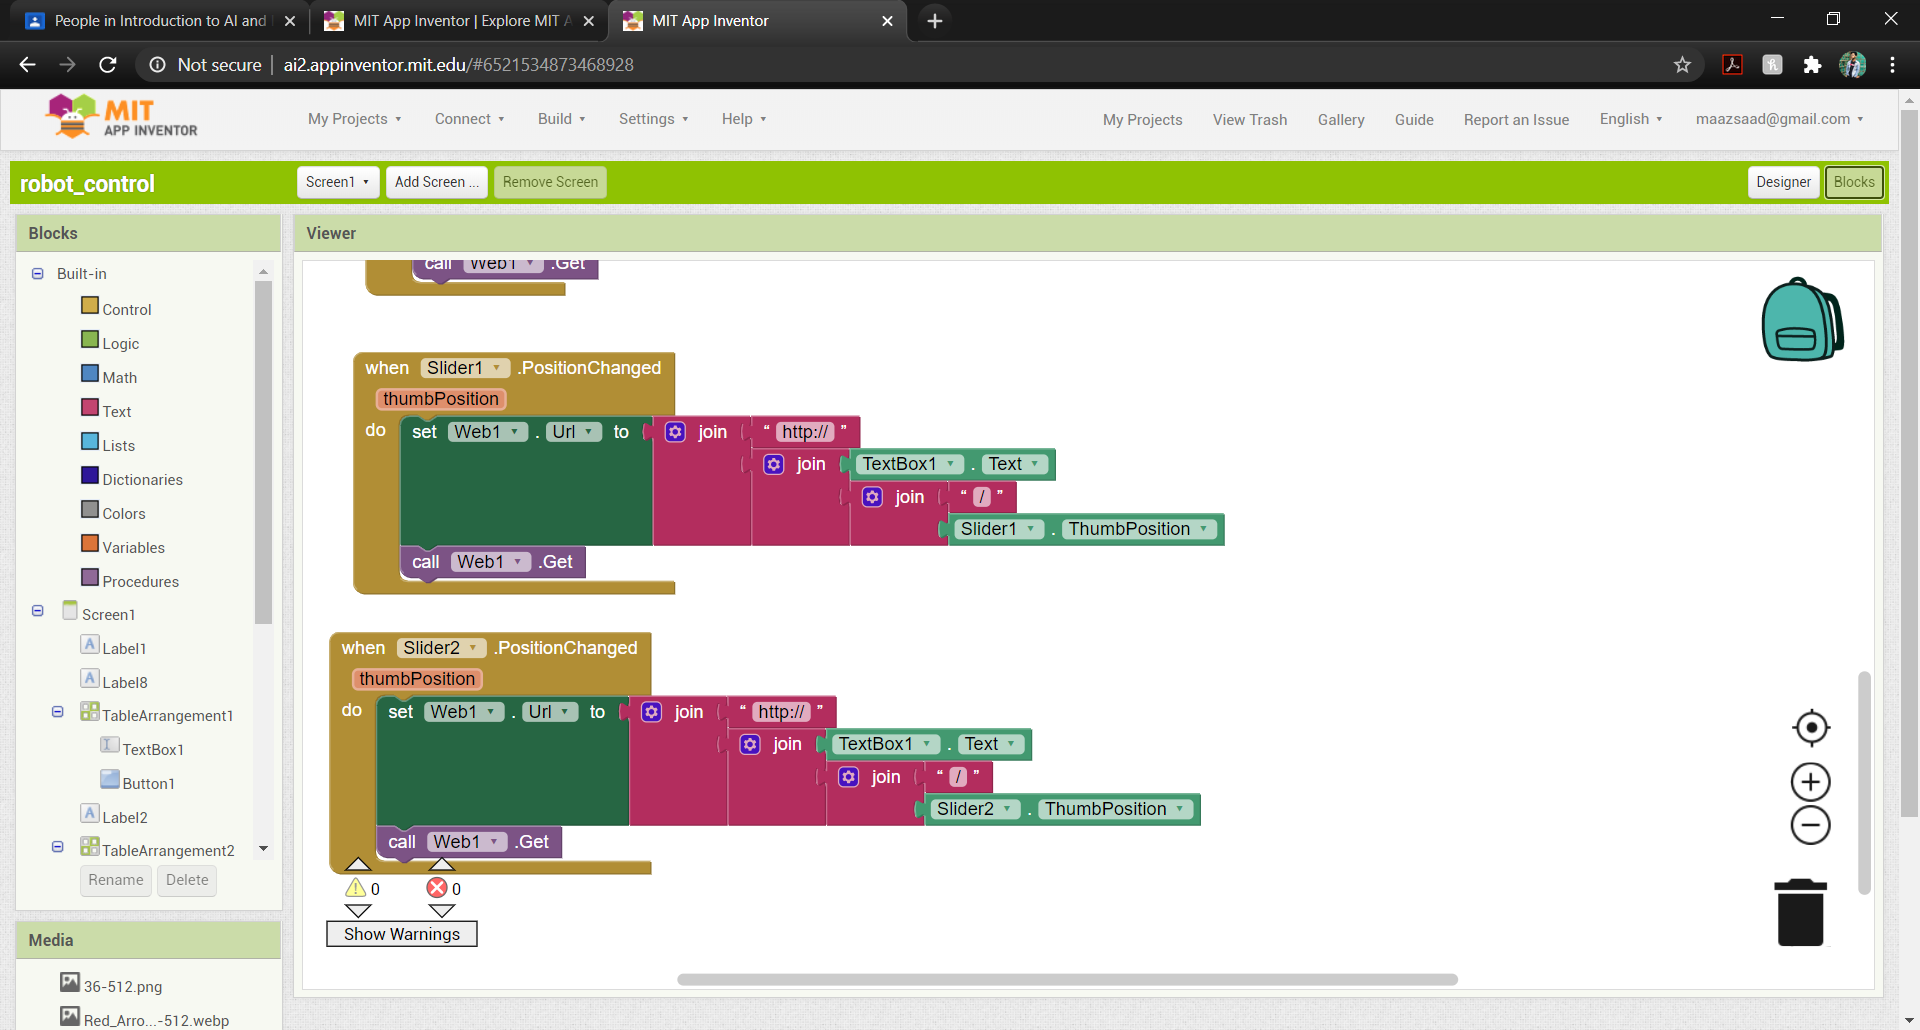 People in Introduction to AI and
MIT App Inventor | Explore MIT A
MIT App Inventor
Not secure | ai2.appinventor.mit.edu/#6521534873468928
MIT
APP INVENTOR
My Projects
Connect
Build
Settings
Help
My Projects
View Trash
Gallery
Guide
Report an Issue
English
maazsaad@gmail.com
robot_control
Screen1
Add Screen ...
Remove Screen
Designer
Blocks
Blocks
Built-in
Control
Logic
Math
Text
Lists
Dictionaries
Colors
Variables
Procedures
Screen1
Label1
Label8
TableArrangement1
TextBox1
Button1
Label2
TableArrangement2
Rename
Delete
Media
36-512.png
Red_Arro...-512.webp
Viewer
call Web1 .Get
when Slider1 .PositionChanged
thumbPosition
do set Web1 . Url to join “ http:// ”
join TextBox1 . Text
join “ / ”
Slider1 . ThumbPosition
call Web1 .Get
when Slider2 .PositionChanged
thumbPosition
do set Web1 . Url to join “ http:// ”
join TextBox1 . Text
join “ / ”
Slider2 . ThumbPosition
call Web1 .Get
0 0
Show Warnings